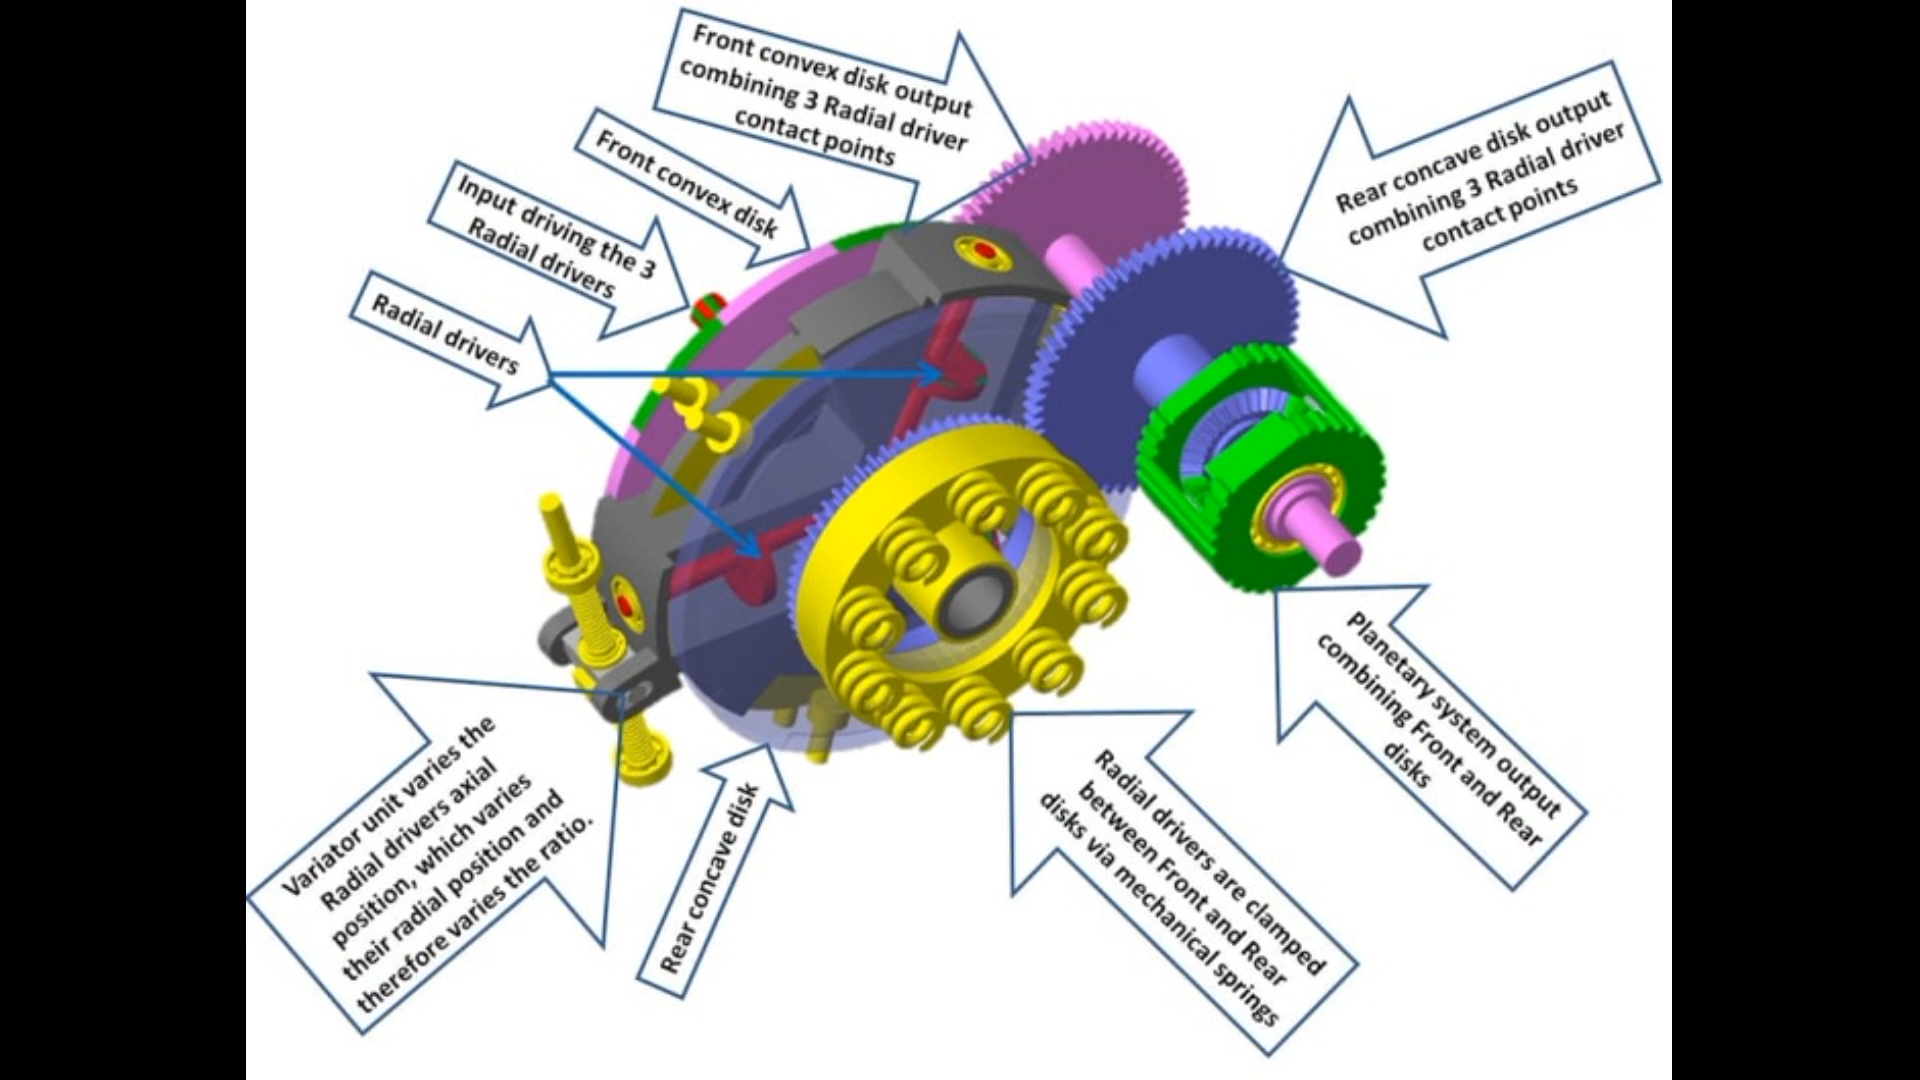 Front convex disk output
combining 3 Radial driver
contact points
Front convex disk
Input driving the 3
Radial drivers
Radial drivers
Rear concave disk output
combining 3 Radial driver
contact points
Planetary system output
combining Front and Rear
disks
Radial drivers are clamped
between Front and Rear
disks via mechanical springs
Rear concave disk
Variator unit varies the
Radial drivers axial
position, which varies
their radial position and
therefore varies the ratio.